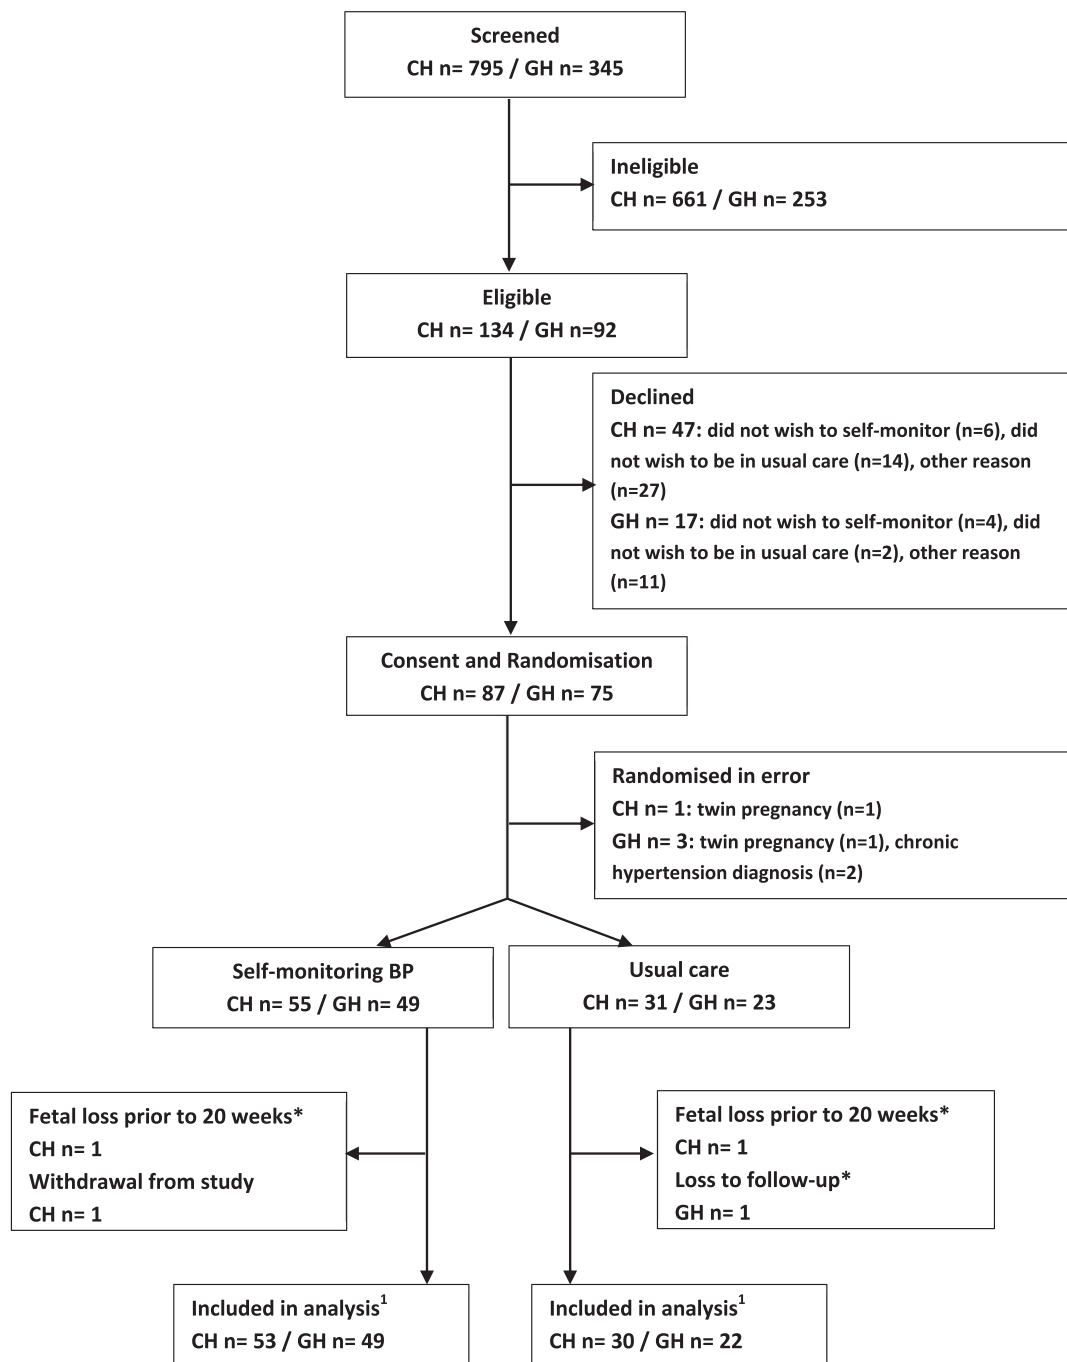 Screened
CH n= 795 / GH n= 345
Ineligible
CH n= 661 / GH n= 253
Eligible
CH n= 134 / GH n=92
Declined
CH n= 47: did not wish to self-monitor (n=6), did
not wish to be in usual care (n=14), other reason
(n=27)
GH n= 17: did not wish to self-monitor (n=4), did
not wish to be in usual care (n=2), other reason
(n=11)
Consent and Randomisation
CH n= 87 / GH n= 75
Randomised in error
CH n= 1: twin pregnancy (n=1)
GH n= 3: twin pregnancy (n=1), chronic
hypertension diagnosis (n=2)
Self-monitoring BP
CH n= 55 / GH n= 49
Usual care
CH n= 31 / GH n= 23
Fetal loss prior to 20 weeks*
CH n= 1
Withdrawal from study
CH n= 1
Fetal loss prior to 20 weeks*
CH n= 1
Loss to follow-up*
GH n= 1
Included in analysis1
CH n= 53 / GH n= 49
Included in analysis1
CH n= 30 / GH n= 22